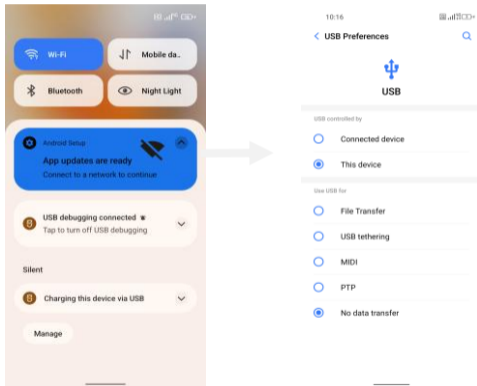 Wi-Fi
Mobile da..
Bluetooth
Night Light
Android Setup
App updates are ready
Connect to a network to continue
USB debugging connected
Tap to turn off USB debugging
Silent
Charging this device via USB
Manage
10:16
USB Preferences
USB
USB controlled by
Connected device
This device
Use USB for
File Transfer
USB tethering
MIDI
PTP
No data transfer